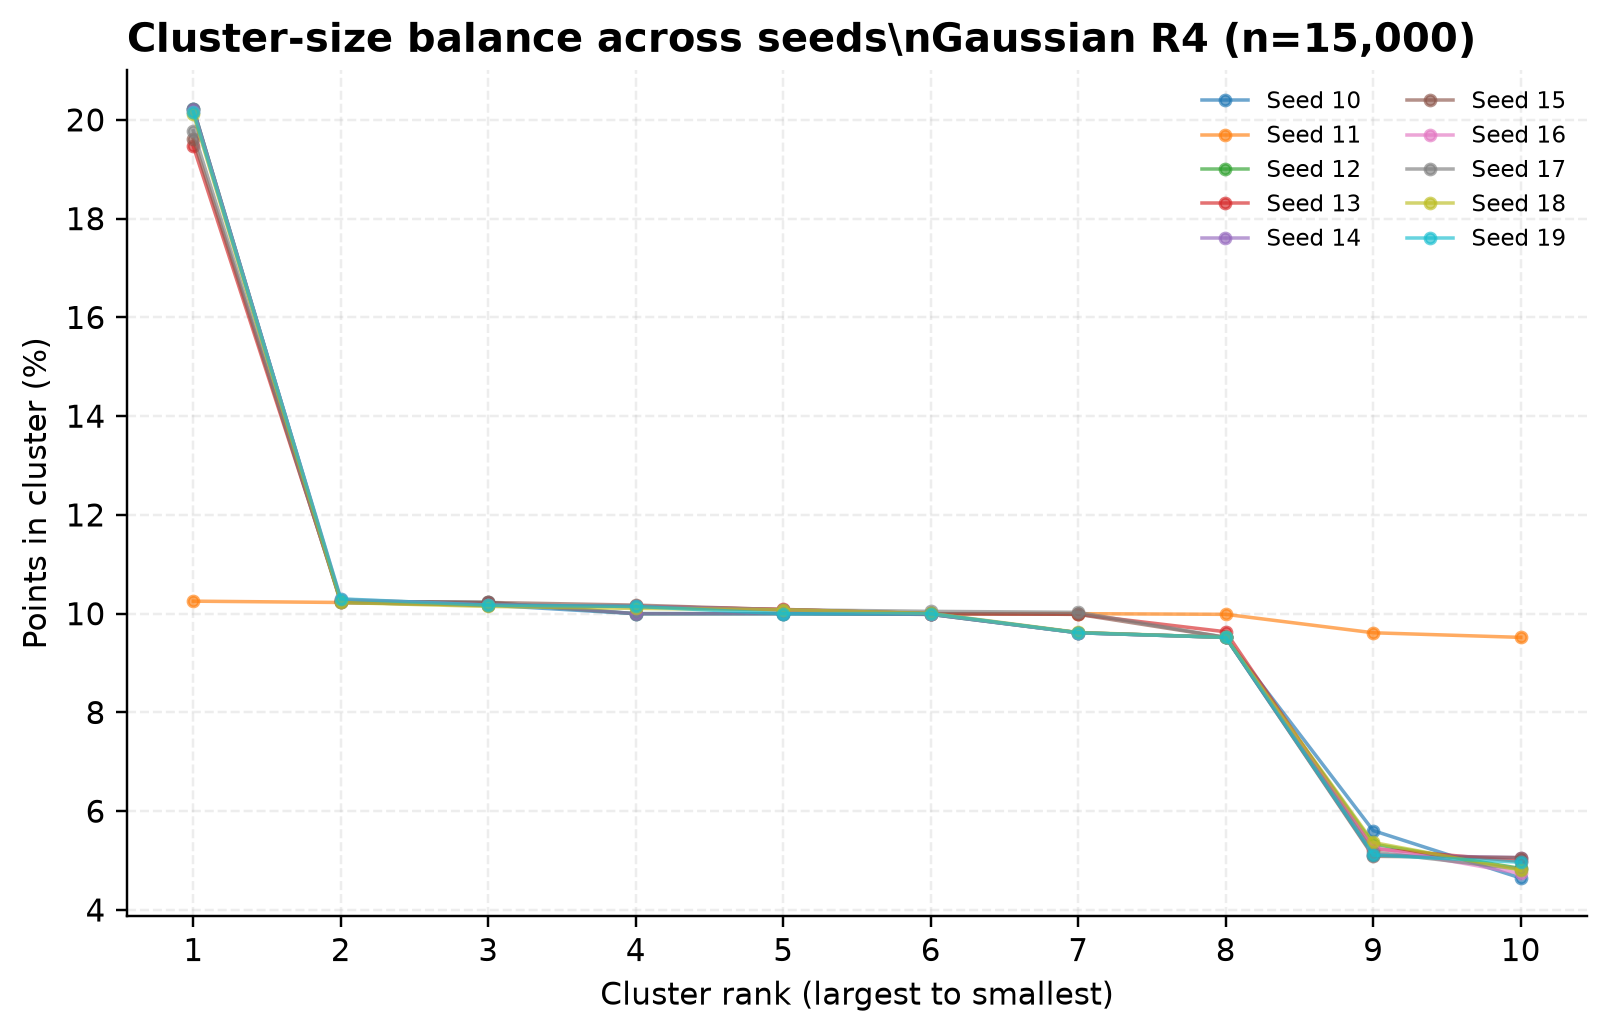 Cluster-size balance across seeds\nGaussian R4 (n=15,000)
Seed 10
Seed 11
Seed 12
Seed 13
Seed 14
Seed 15
Seed 16
Seed 17
Seed 18
Seed 19
Points in cluster (%)
20
18
16
14
12
10
8
6
4
1 2 3 4 5 6 7 8 9 10
Cluster rank (largest to smallest)